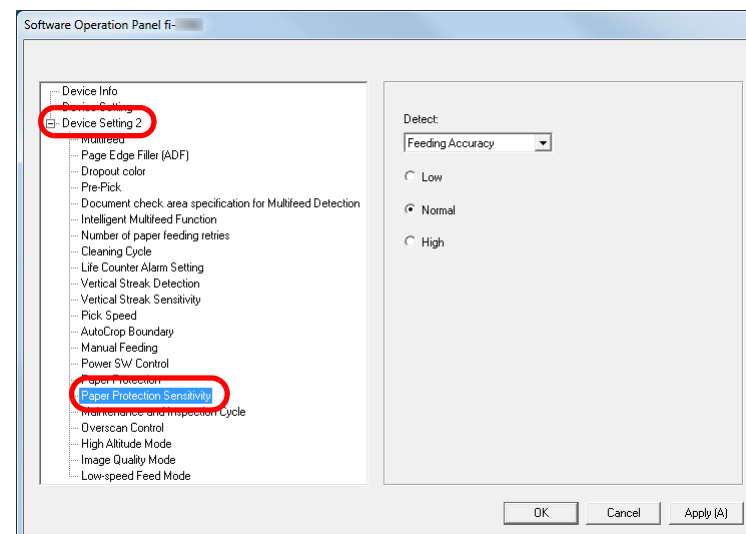 Software Operation Panel fi-
Device Info
Device Setting
Device Setting 2
Multifeed
Page Edge Filler (ADF)
Dropout color
Pre-Pick
Document check area specification for Multifeed Detection
Intelligent Multifeed Function
Number of paper feeding retries
Cleaning Cycle
Life Counter Alarm Setting
Vertical Streak Detection
Vertical Streak Sensitivity
Pick Speed
AutoCrop Boundary
Manual Feeding
Power SW Control
Paper Protection
Paper Protection Sensitivity
Maintenance and Inspection Cycle
Overscan Control
High Altitude Mode
Image Quality Mode
Low-speed Feed Mode
Detect:
Feeding Accuracy
Low
Normal
High
OK Cancel Apply (A)